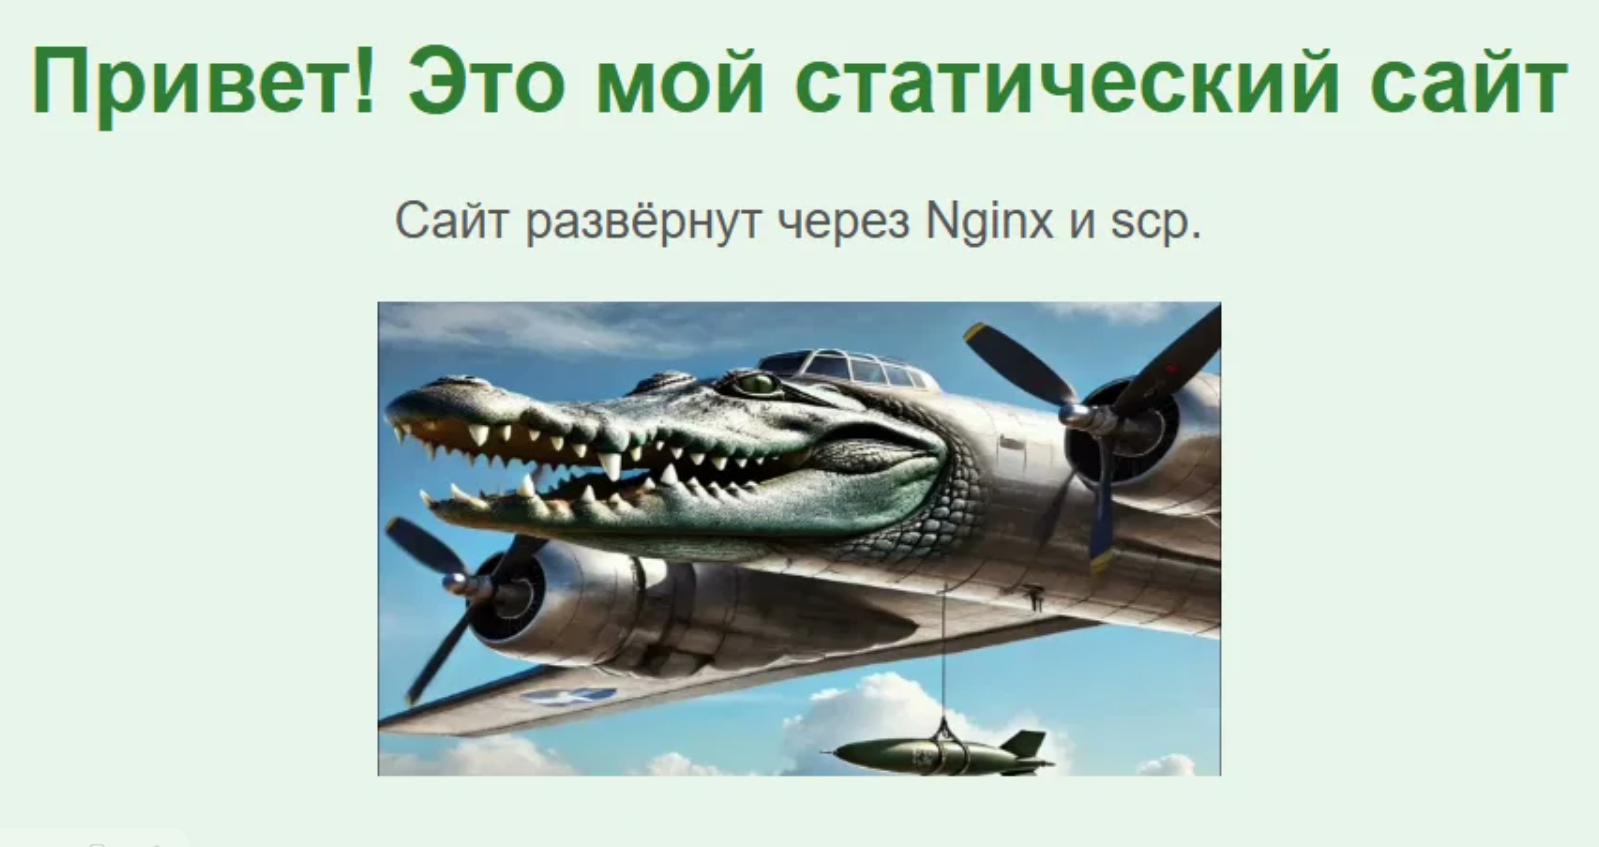 Привет! Это мой статический сайт
Сайт развёрнут через Nginx и scp.